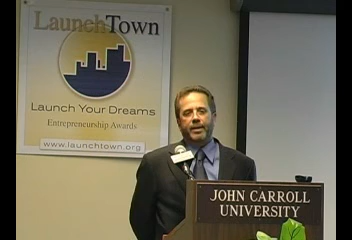 LaunchTown
Launch Your Dreams
Entrepreneurship Awards
www.launchtown.org
JOHN CARROLL
UNIVERSITY